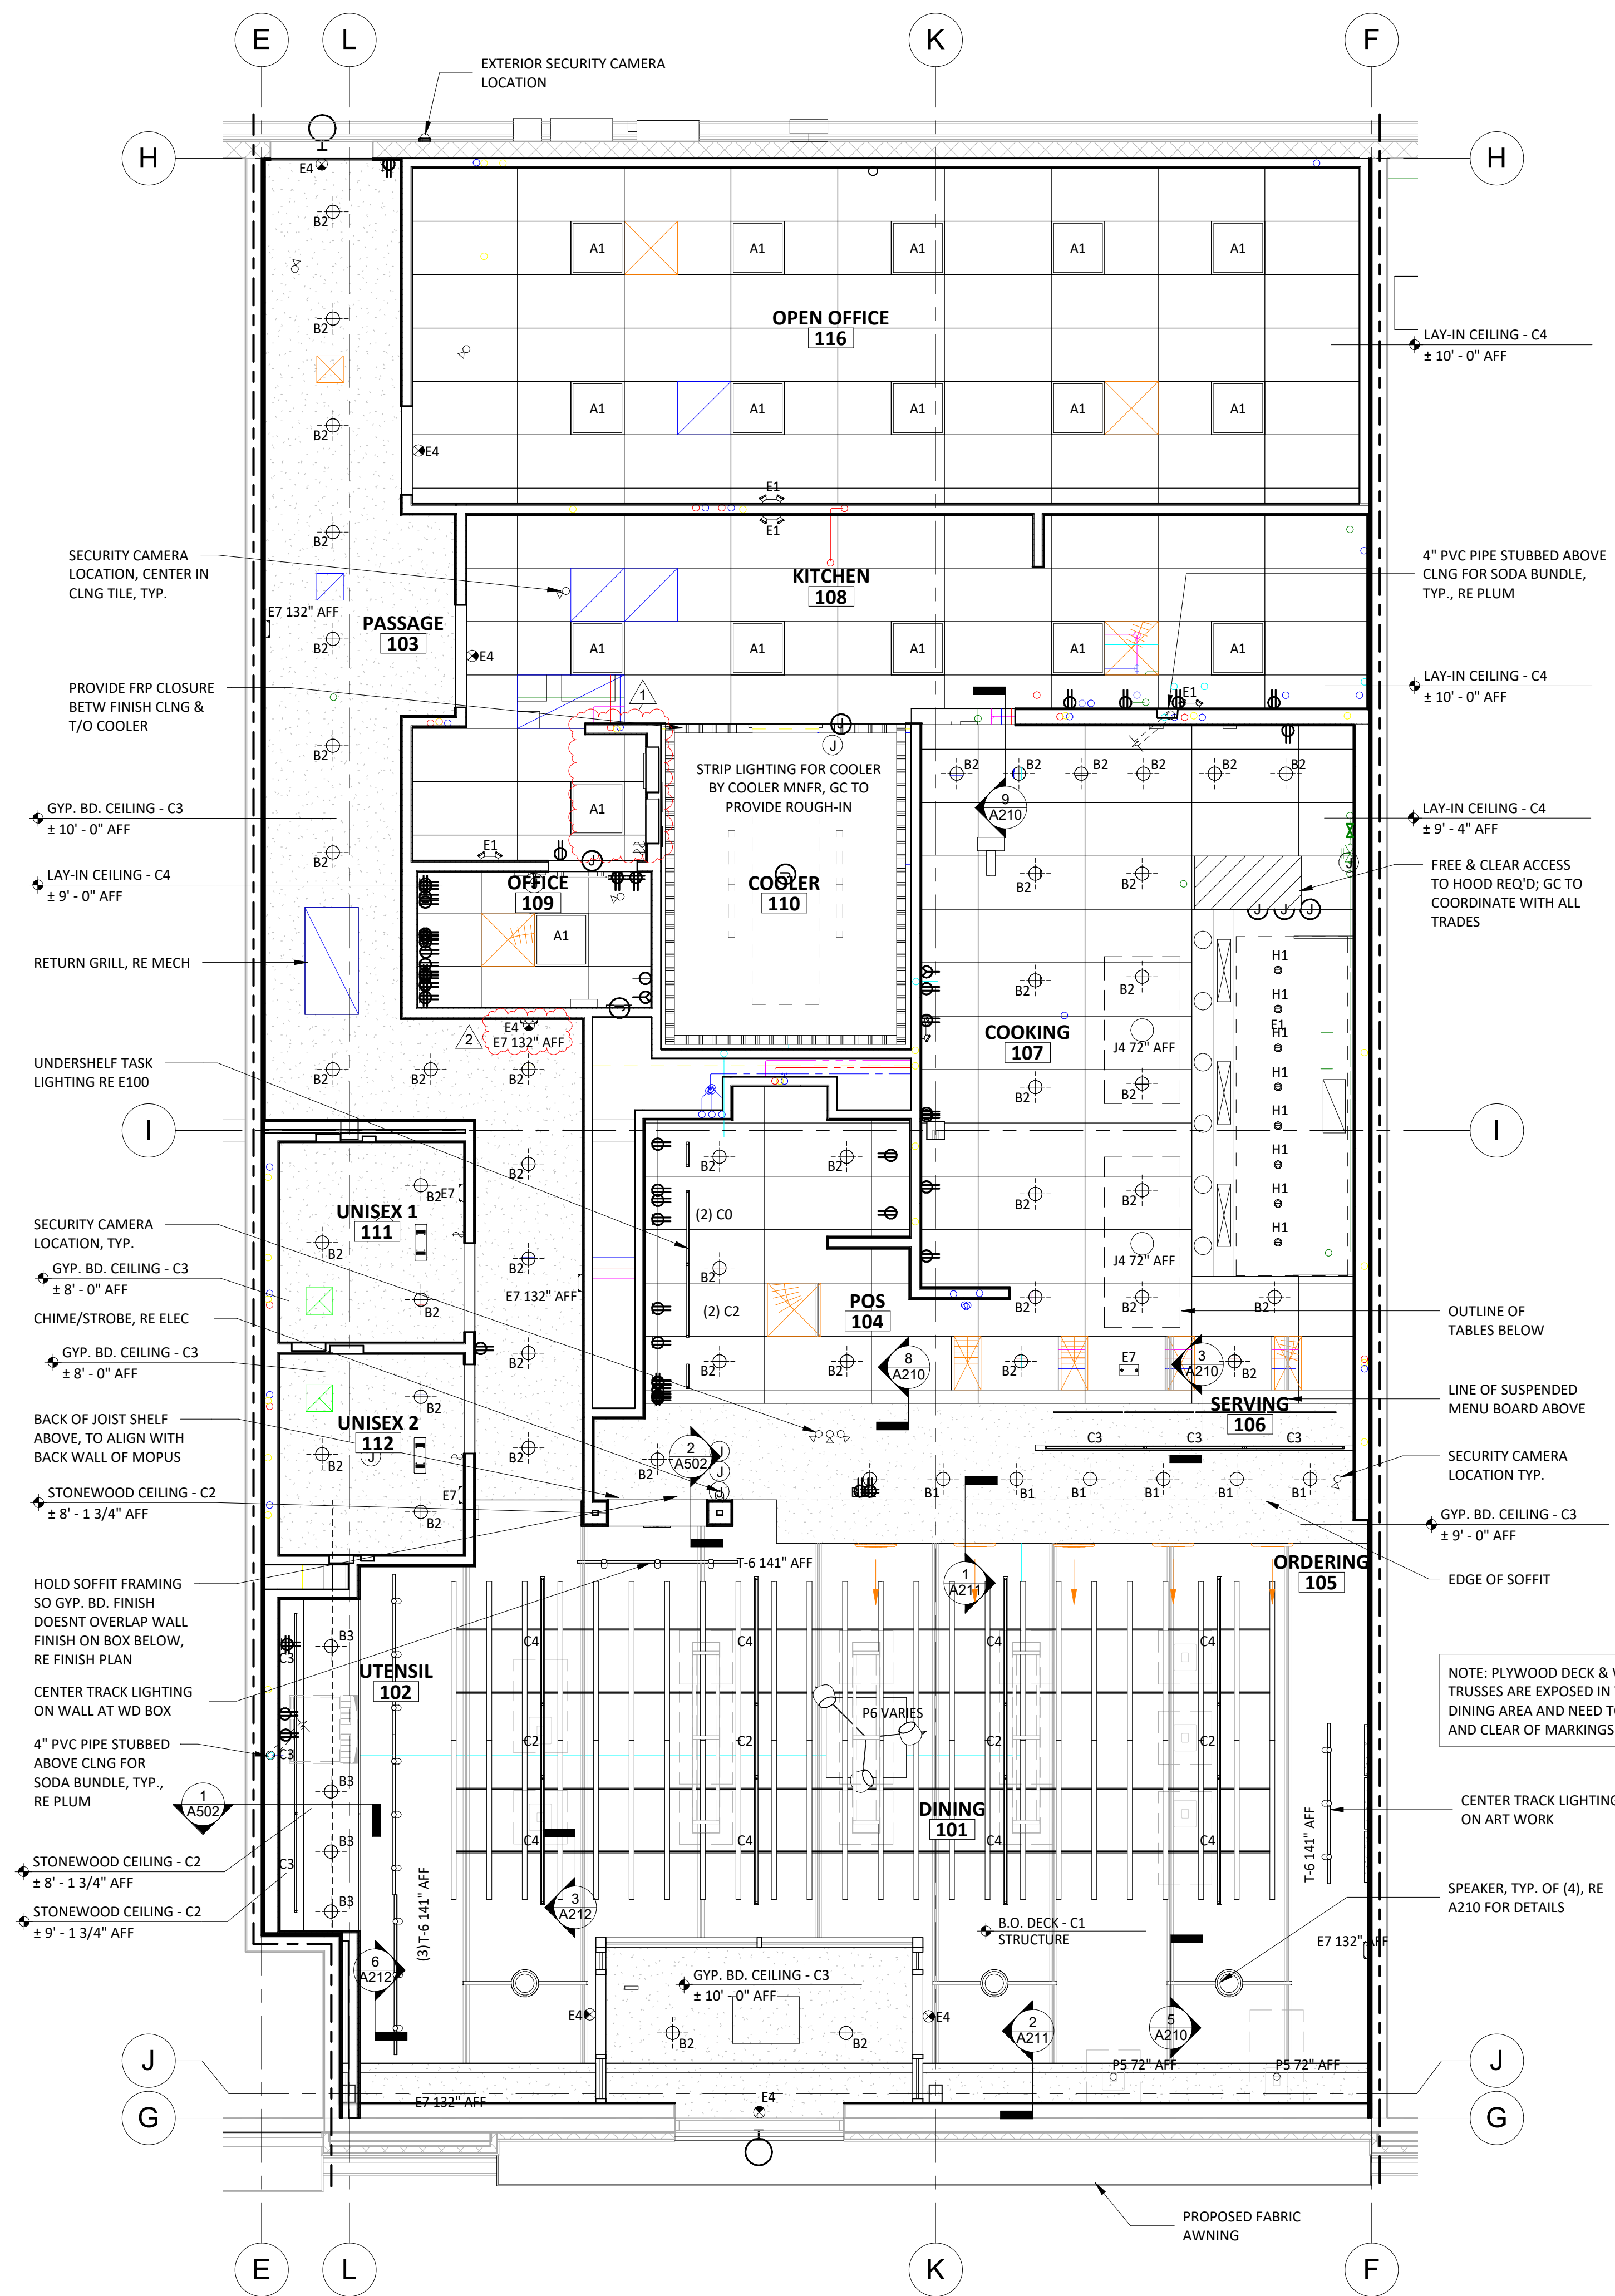 E
L
K
F
EXTERIOR SECURITY CAMERA
LOCATION
H
H
E4
B2
A1
A1
A1
A1
A1
B2
OPEN OFFICE
116
LAY-IN CEILING - C4
± 10' - 0" AFF
A1
A1
A1
A1
A1
B2
E4
E1
E1
B2
SECURITY CAMERA
LOCATION, CENTER IN
CLNG TILE, TYP.
KITCHEN
108
4" PVC PIPE STUBBED ABOVE
CLNG FOR SODA BUNDLE,
TYP., RE PLUM
E7 132" AFF
PASSAGE
103
B2
E4
A1
A1
A1
A1
A1
PROVIDE FRP CLOSURE
BETW FINISH CLNG &
T/O COOLER
1
E1
LAY-IN CEILING - C4
± 10' - 0" AFF
B2
J
J
STRIP LIGHTING FOR COOLER
BY COOLER MNFR, GC TO
PROVIDE ROUGH-IN
B2
B2
B2
B2
B2
B2
GYP. BD. CEILING - C3
± 10' - 0" AFF
A1
9
A210
LAY-IN CEILING - C4
± 9' - 4" AFF
B2
E1
J
J
LAY-IN CEILING - C4
± 9' - 0" AFF
OFFICE
109
COOLER
110
J
B2
B2
FREE & CLEAR ACCESS
TO HOOD REQ'D; GC TO
COORDINATE WITH ALL
TRADES
J
J
J
A1
RETURN GRILL, RE MECH
H1
B2
B2
H1
E1
H1
J
E4
E7 132" AFF
2
COOKING
107
J4 72" AFF
UNDERSHELF TASK
LIGHTING RE E100
B2
B2
B2
B2
B2
H1
H1
I
I
B2
B2
B2
H1
UNISEX 1
111
B2
E7
B2
B2
H1
SECURITY CAMERA
LOCATION, TYP.
(2) C0
H1
B2
B2
B2
J4 72" AFF
GYP. BD. CEILING - C3
± 8' - 0" AFF
E7 132" AFF
B2
POS
104
(2) C2
B2
B2
B2
OUTLINE OF
TABLES BELOW
CHIME/STROBE, RE ELEC
GYP. BD. CEILING - C3
± 8' - 0" AFF
B2
B2
B2
8
A210
B2
E7
3
A210
B2
LINE OF SUSPENDED
MENU BOARD ABOVE
B2
SERVING
106
BACK OF JOIST SHELF
ABOVE, TO ALIGN WITH
BACK WALL OF MOPUS
UNISEX 2
112
J
B2
B2
B2
2
A502
J
J
J
C3
C3
C3
SECURITY CAMERA
LOCATION TYP.
B1
B1
B1
B1
B1
B1
STONEWOOD CEILING - C2
± 8' - 1 3/4" AFF
E7
B2
GYP. BD. CEILING - C3
± 9' - 0" AFF
T-6 141" AFF
1
A211
ORDERING
105
EDGE OF SOFFIT
HOLD SOFFIT FRAMING
SO GYP. BD. FINISH
DOESNT OVERLAP WALL
FINISH ON BOX BELOW,
RE FINISH PLAN
B3
C3
C4
C4
C4
C4
UTENSIL
102
CENTER TRACK LIGHTING
ON WALL AT WD BOX
P6 VARIES
NOTE: PLYWOOD DECK &
TRUSSES ARE EXPOSED IN
DINING AREA AND NEED
AND CLEAR OF MARKINGS
4" PVC PIPE STUBBED
ABOVE CLNG FOR
SODA BUNDLE, TYP.,
RE PLUM
C3
C2
C2
C2
C2
B3
1
A502
DINING
101
CENTER TRACK LIGHTING
ON ART WORK
T-6 141" AFF
B3
C4
C4
C4
C4
STONEWOOD CEILING - C2
± 8' - 1 3/4" AFF
C3
B3
(3)T-6 141" AFF
SPEAKER, TYP. OF (4), RE
A210 FOR DETAILS
STONEWOOD CEILING - C2
± 9' - 1 3/4" AFF
3
A212
B.O. DECK - C1
STRUCTURE
E7 132" AFF
6
A212
GYP. BD. CEILING - C3
± 10' - 0" AFF
E4
E4
B2
B2
2
A211
5
A210
J
J
P5 72" AFF
P5 72" AFF
E7 132" AFF
E4
G
G
PROPOSED FABRIC
AWNING
E
L
K
F